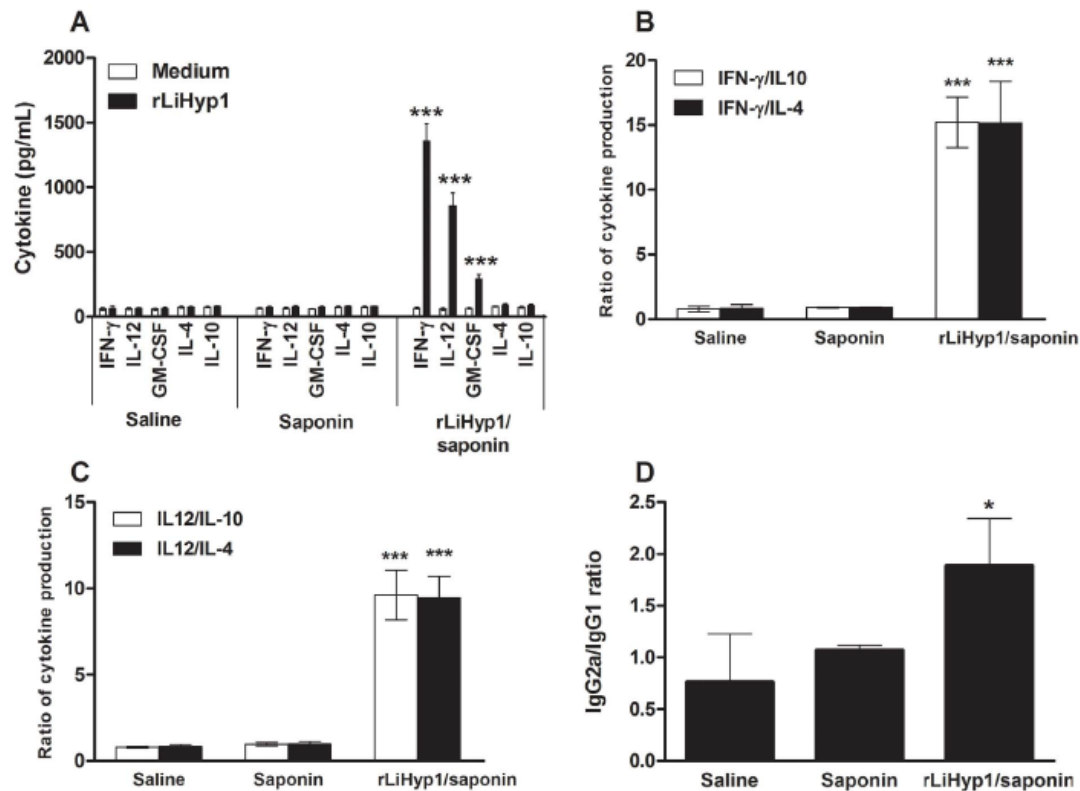 A
Cytokine (pg/mL)
2000
1500
1000
500
0
Medium
rLiHyp1
***
***
***
IFN-γ
IL-12
GM-CSF
IL-4
IL-10
IFN-γ
IL-12
GM-CSF
IL-4
IL-10
IFN-γ
IL-12
GM-CSF
IL-4
IL-10
Saline
Saponin
rLiHyp1/
saponin
B
Ratio of cytokine production
20
15
10
5
0
IFN-γ/IL10
IFN-γ/IL-4
***
***
Saline
Saponin
rLiHyp1/saponin
C
Ratio of cytokine production
15
10
5
0
IL12/IL-10
IL12/IL-4
***
***
Saline
Saponin
rLiHyp1/saponin
D
IgG2a/IgG1 ratio
2.5
2.0
1.5
1.0
0.5
0.0
*
Saline
Saponin
rLiHyp1/saponin